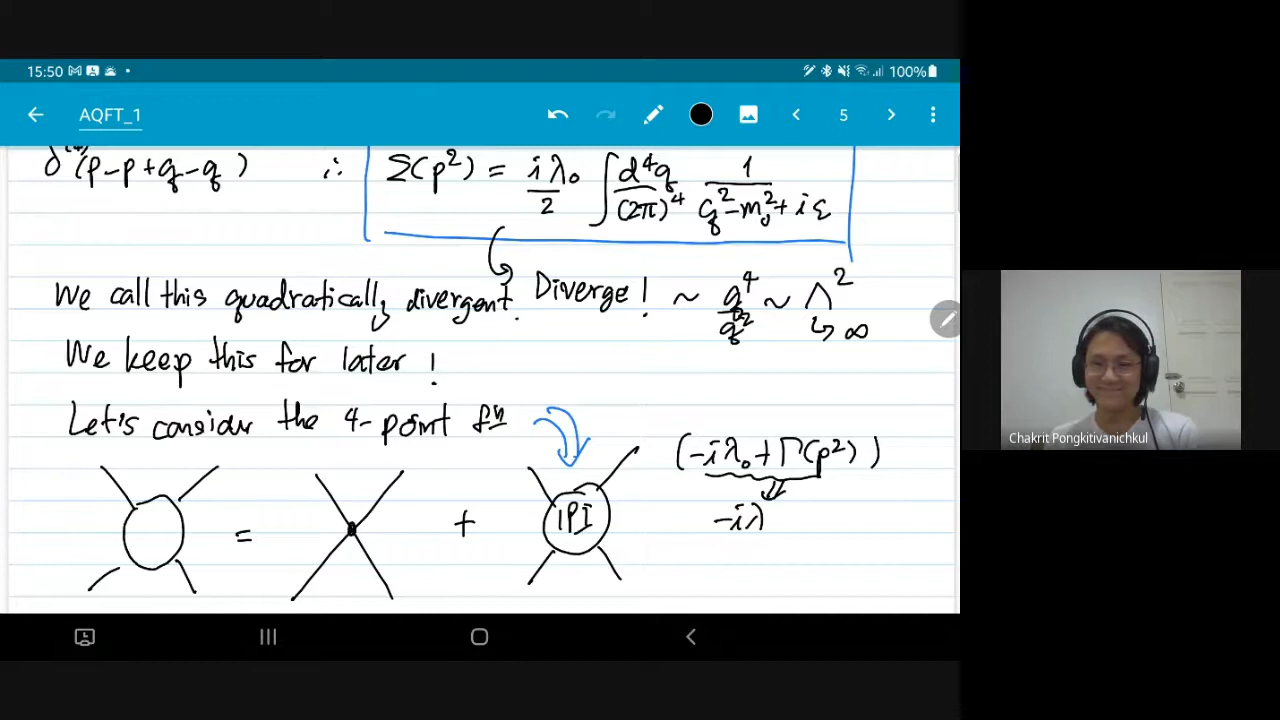 15:50 100%
AQFT_1 5
δ⁽⁴⁾(p-p+q-q) ∴ Σ(p²) = iλ₀/2 ∫ d⁴q/(2π)⁴ 1/(q²-m₀²+iε)
We call this quadratically divergent. Diverge! ~ q⁴/q² ~ Λ²
↳ ∞
We keep this for later!
Let's consider the 4-point fⁿ
(-iλ₀+Γ(p²))
= + 1PI -iλ
Chakrit Pongkitivanichkul